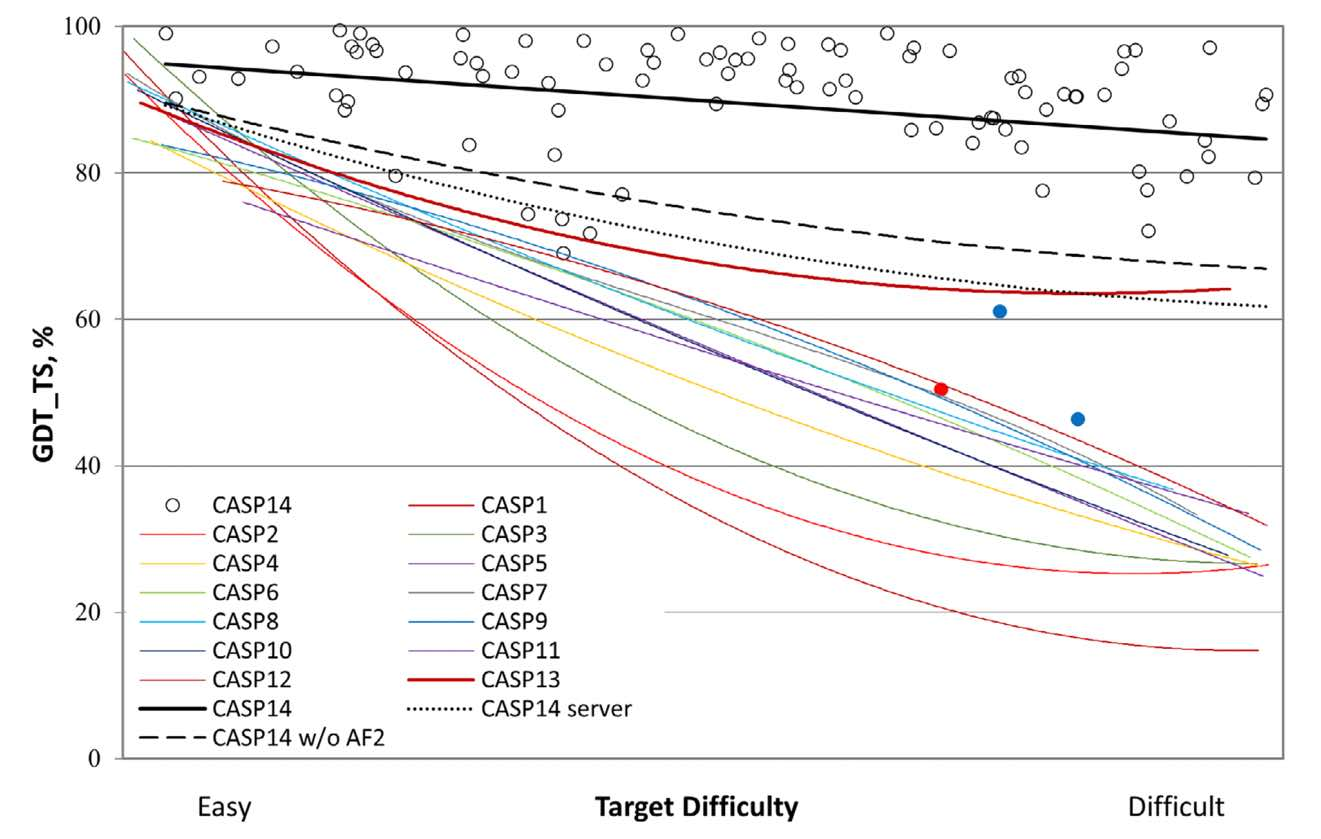 100
80
60
40
20
0
GDT_TS, %
CASP14 CASP1
CASP2 CASP3
CASP4 CASP5
CASP6 CASP7
CASP8 CASP9
CASP10 CASP11
CASP12 CASP13
CASP14 CASP14 server
CASP14 w/o AF2
Easy Target Difficulty Difficult